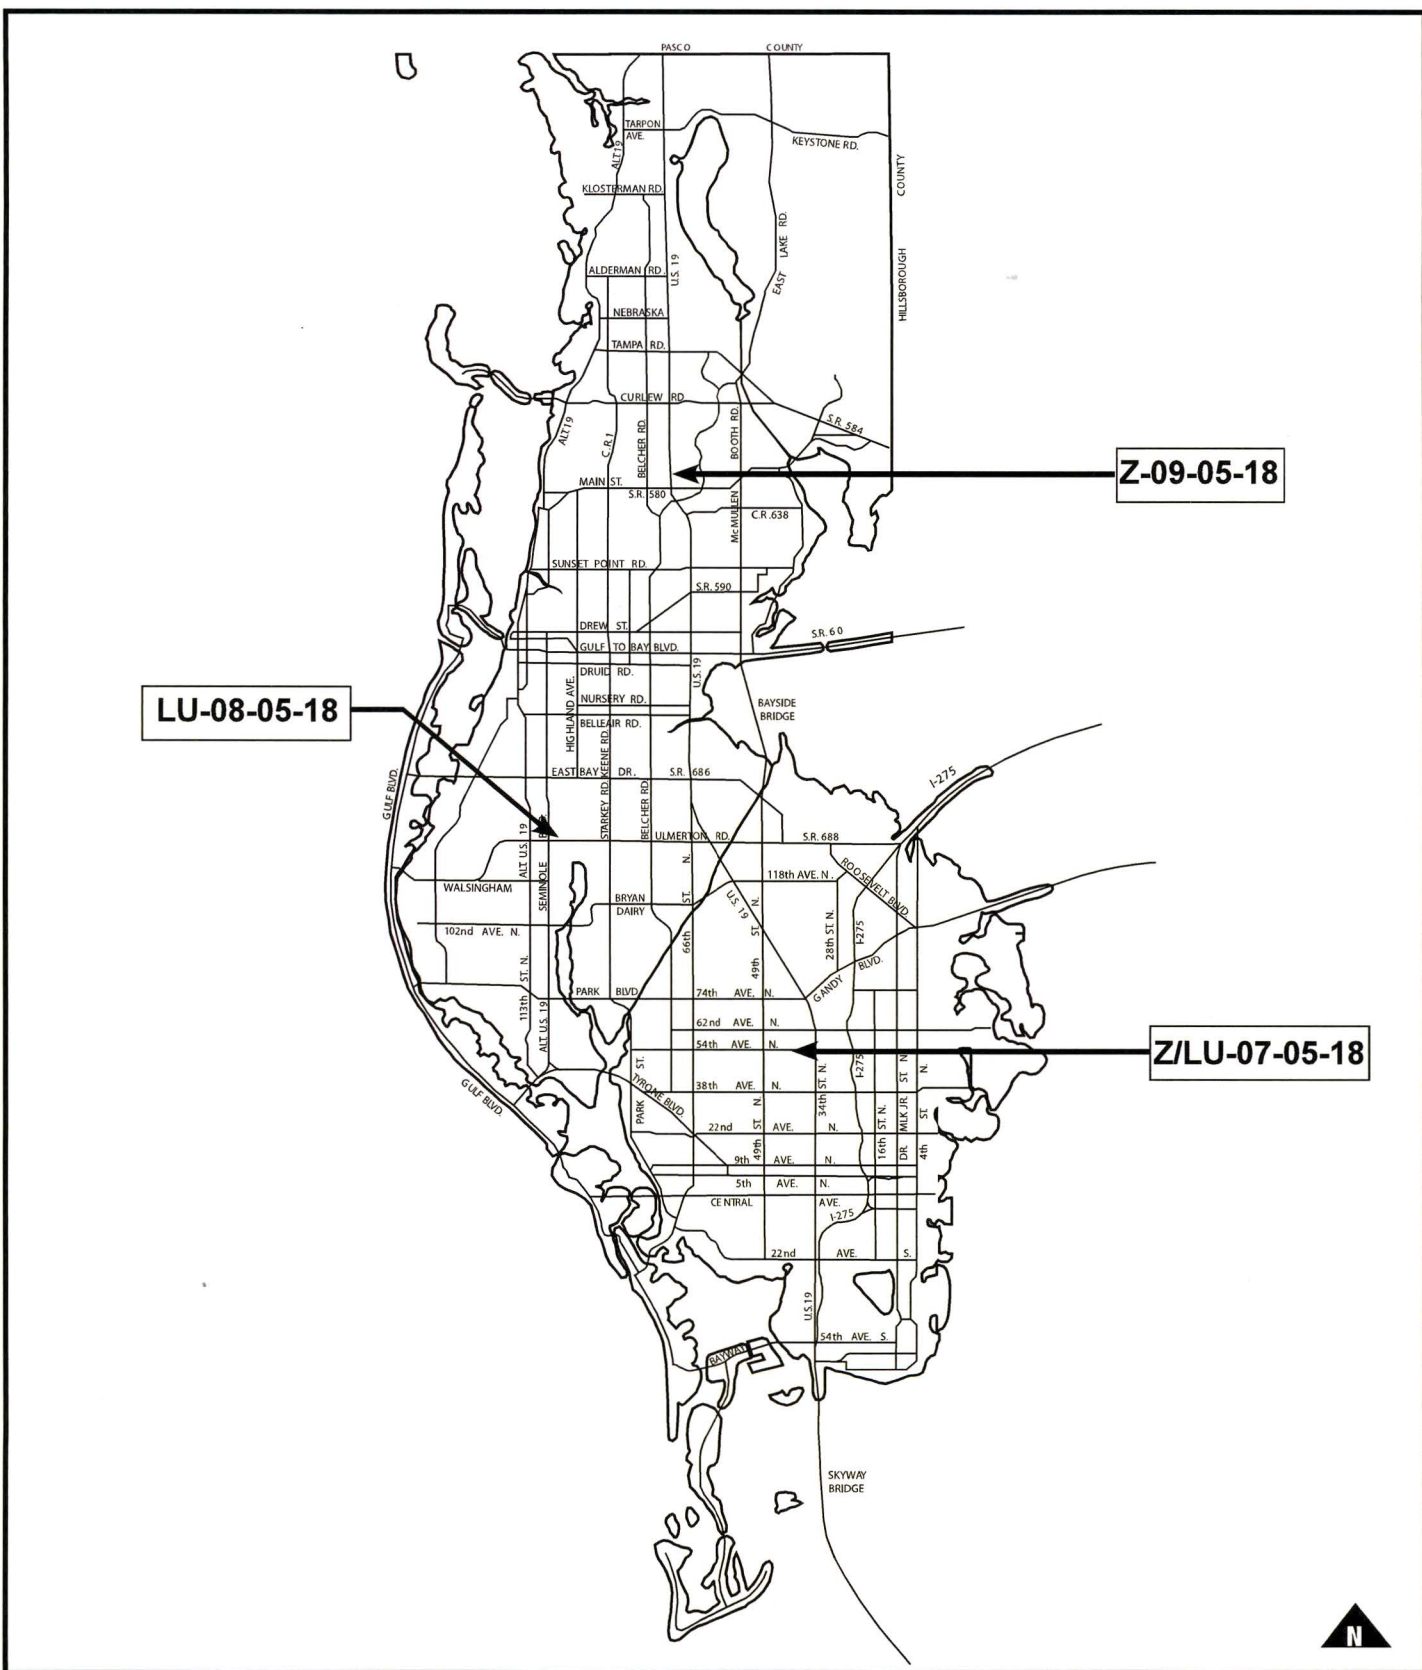 PASCO COUNTY
TARPON
AVE.
KEYSTONE RD.
ALT 19
HILLSBOROUGH COUNTY
KLOSTERMAN RD.
EAST LAKE RD.
U.S. 19
ALDERMAN RD.
NEBRASKA
TAMPA RD.
CURLEW RD
S.R. 584
ALT 19
C.R.1
BELCHER RD.
McMULLEN BOOTH RD.
Z-09-05-18
MAIN ST.
S.R. 580
C.R.638
SUNSET POINT RD.
S.R. 590
DREW ST.
S.R. 60
GULF TO BAY BLVD.
DRUID RD.
U.S.19
HIGHLAND AVE.
NURSERY RD.
BAYSIDE
BRIDGE
LU-08-05-18
BELLEAIR RD.
STARKEY RD. KEENE RD.
EAST BAY DR. S.R. 686
GULF BLVD.
I-275
BELCHER RD.
ULMERTON RD. S.R. 688
ALT U.S. 19
SEMINOLE
118th AVE. N.
ROOSEVELT BLVD
WALSINGHAM
BRYAN
DAIRY
U.S. 19
66th ST. N.
49th ST. N.
28th ST. N.
I-275
102nd AVE. N.
GANDY BLVD.
113th ST. N.
ALT U.S. 19
PARK BLVD
74th AVE. N.
62nd AVE. N.
54th AVE. N.
Z/LU-07-05-18
I-275
GULF BLVD.
PARK ST.
TYRONE BLVD.
38th AVE. N.
34th ST. N.
49th ST. N.
22nd AVE. N.
16th ST. N.
DR. MLK JR. ST N
4th ST. N.
9th AVE. N.
5th AVE. N.
CENTRAL AVE.
I-275
22nd AVE. S.
U.S.19
54th AVE. S.
BAYWAY
SKYWAY
BRIDGE
N